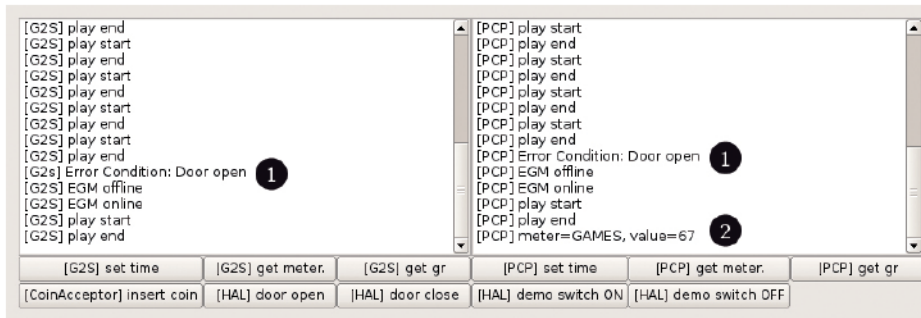 [G2S] play end
[G2S] play start
[G2S] play end
[G2S] play start
[G2S] play end
[G2S] play start
[G2S] play end
[G2S] play start
[G2S] play end
[G2s] Error Condition: Door open 1
[G2S] EGM offline
[G2S] EGM online
[G2S] play start
[G2S] play end
[PCP] play start
[PCP] play end
[PCP] play start
[PCP] play end
[PCP] play start
[PCP] play end
[PCP] play start
[PCP] play end
[PCP] Error Condition: Door open 1
[PCP] EGM offline
[PCP] EGM online
[PCP] play start
[PCP] play end
[PCP] meter=GAMES, value=67 2
[G2S] set time |G2S] get meter. [G2S| get gr [PCP] set time [PCP] get meter. |PCP] get gr
[CoinAcceptor] insert coin [HAL] door open |HAL] door close [HAL] demo switch ON [HAL] demo switch OFF